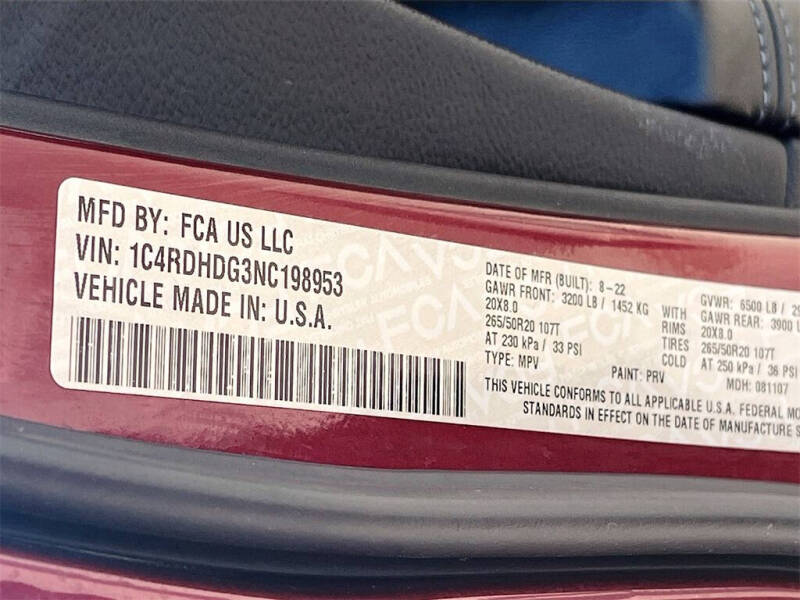 MFD BY: FCA US LLC
VIN: 1C4RDHDG3NC198953
VEHICLE MADE IN: U.S.A.
DATE OF MFR (BUILT): 8-22
GAWR FRONT: 3200 LB / 1452 KG
20X8.0
265/50R20 107T
AT 230 kPa / 33 PSI
TYPE: MPV
WITH
RIMS
TIRES
COLD
PAINT: PRV
GVWR: 6500 LB /
GAWR REAR: 3900
20X8.0
265/50R20 107T
AT 250 kPa / 36 PSI
MDH: 081107
THIS VEHICLE CONFORMS TO ALL APPLICABLE U.S.A. FEDERAL
STANDARDS IN EFFECT ON THE DATE OF MANUFACTURE